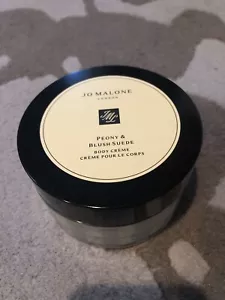 JO MALONE
LONDON
PEONY &
BLUSH SUEDE
BODY CRÈME
CRÈME POUR LE CORPS